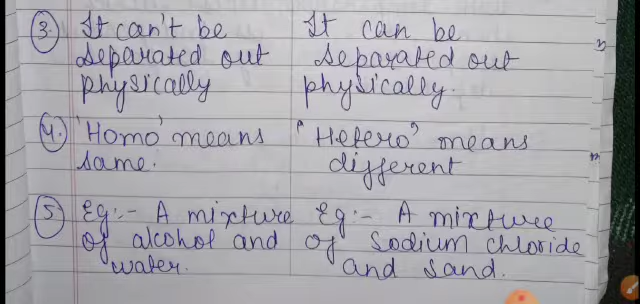 3. It can't be It can be
separated out separated out
physically physically.
4. 'Homo' means "Hetero" means
same. different
5. Eg:- A mixture Eg:- A mixture
of alcohol and of Sodium chloride
water. and sand.